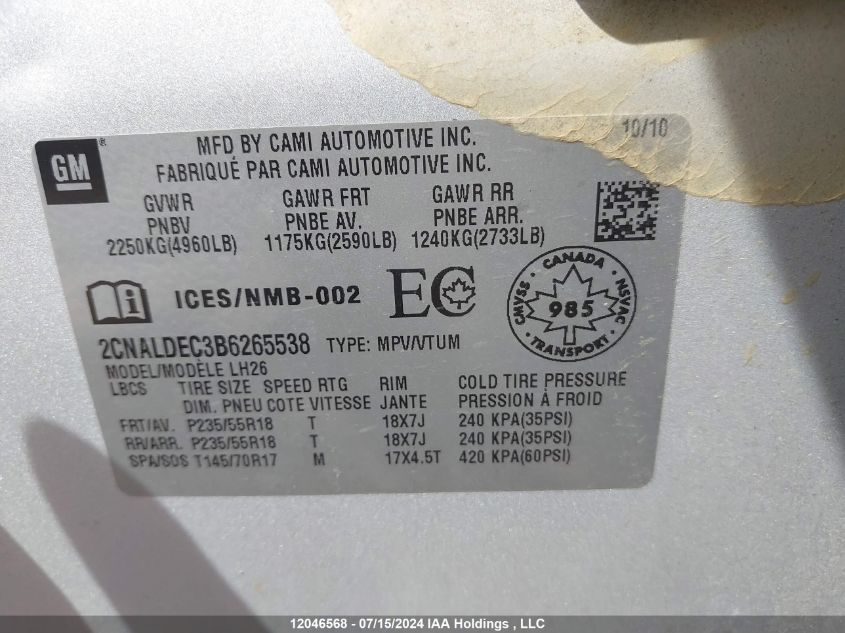 GM
10/10
MFD BY CAMI AUTOMOTIVE INC.
FABRIQUÉ PAR CAMI AUTOMOTIVE INC.
GVWR GAWR FRT GAWR RR
PNBV PNBE AV. PNBE ARR.
2250KG(4960LB) 1175KG(2590LB) 1240KG(2733LB)
i ICES/NMB-002 EC
CANADA
CMVSS 985 NSVAC
TRANSPORT
2CNALDEC3B6265538 TYPE: MPV/VTUM
MODEL/MODÈLE LH26
LBCS TIRE SIZE SPEED RTG RIM COLD TIRE PRESSURE
DIM. PNEU COTE VITESSE JANTE PRESSION À FROID
FRT/AV. P235/55R18 T 18X7J 240 KPA(35PSI)
RR/ARR. P235/55R18 T 18X7J 240 KPA(35PSI)
SPA/SOS T145/70R17 M 17X4.5T 420 KPA(60PSI)
12046568 - 07/15/2024 IAA Holdings , LLC